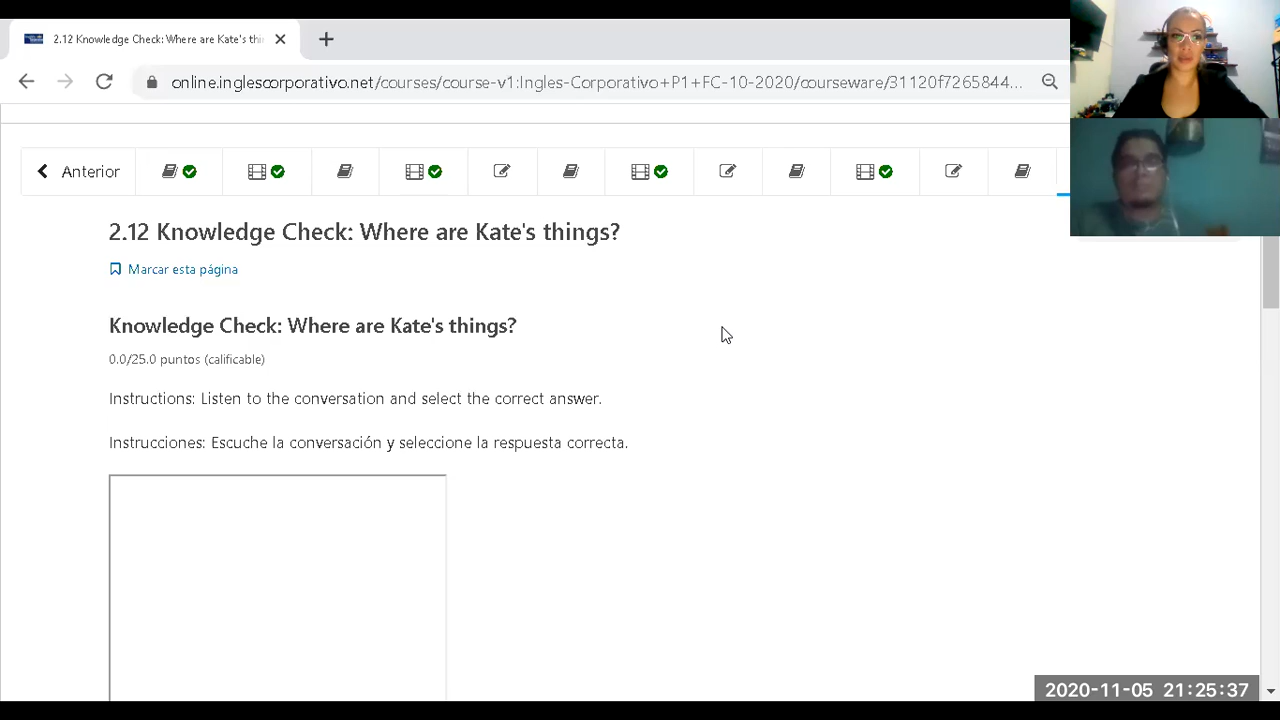 2.12 Knowledge Check: Where are Kate's thi
online.inglescorporativo.net/courses/course-v1:Ingles-Corporativo+P1+FC-10-2020/courseware/31120f7265844...
Anterior
2.12 Knowledge Check: Where are Kate's things?
Marcar esta página
Knowledge Check: Where are Kate's things?
0.0/25.0 puntos (calificable)
Instructions: Listen to the conversation and select the correct answer.
Instrucciones: Escuche la conversación y seleccione la respuesta correcta.
2020-11-05 21:25:37